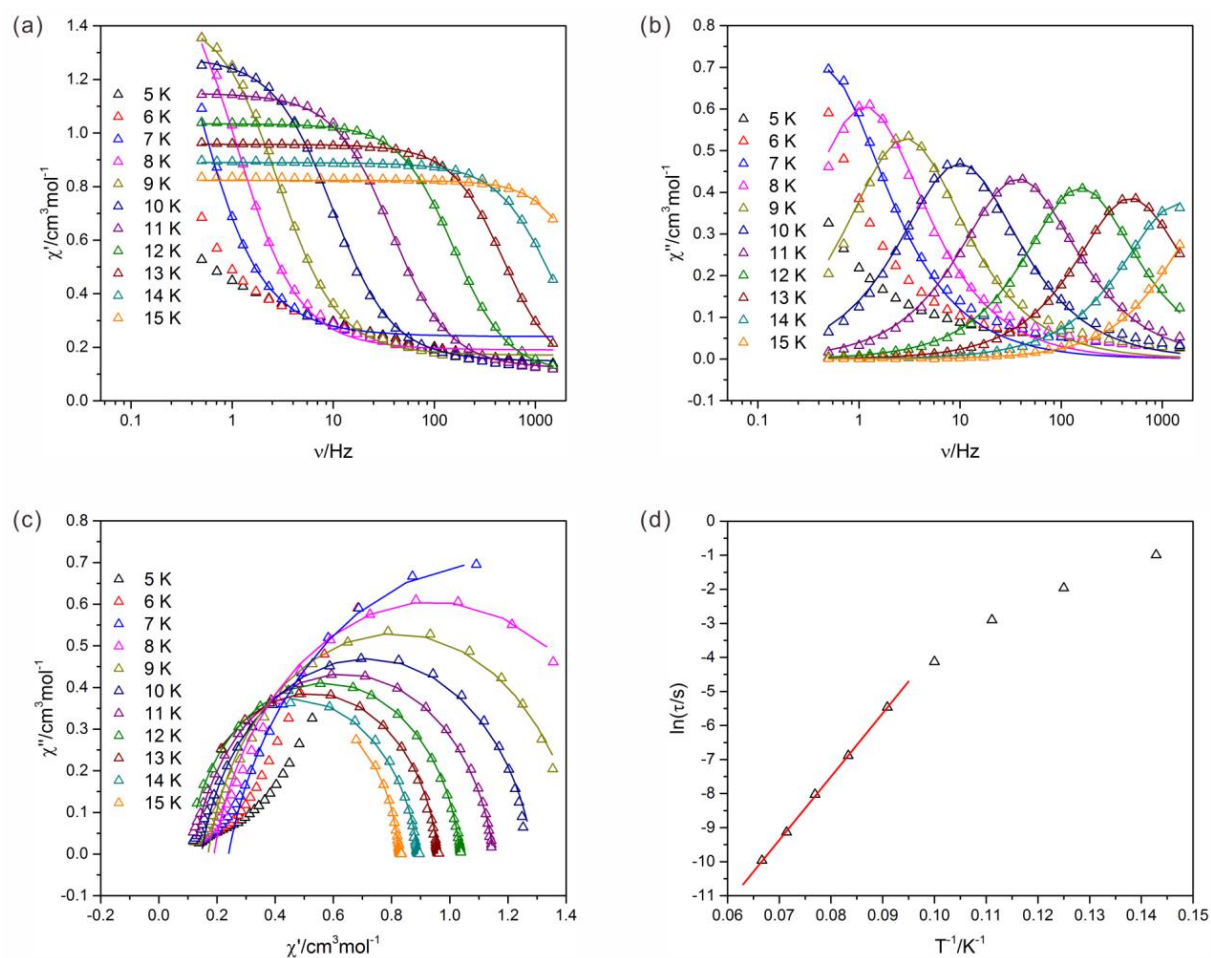 (a)
1.4
1.2
1.0
0.8
0.6
0.4
0.2
0.0
χ'/cm³mol⁻¹
5 K
6 K
7 K
8 K
9 K
10 K
11 K
12 K
13 K
14 K
15 K
0.1 1 10 100 1000
ν/Hz
(b)
0.8
0.7
0.6
0.5
0.4
0.3
0.2
0.1
0.0
-0.1
χ''/cm³mol⁻¹
5 K
6 K
7 K
8 K
9 K
10 K
11 K
12 K
13 K
14 K
15 K
0.1 1 10 100 1000
ν/Hz
(c)
0.8
0.7
0.6
0.5
0.4
0.3
0.2
0.1
0.0
-0.1
χ''/cm³mol⁻¹
5 K
6 K
7 K
8 K
9 K
10 K
11 K
12 K
13 K
14 K
15 K
-0.2 0.0 0.2 0.4 0.6 0.8 1.0 1.2 1.4
χ'/cm³mol⁻¹
(d)
0
-1
-2
-3
-4
-5
-6
-7
-8
-9
-10
-11
ln(τ/s)
0.06 0.07 0.08 0.09 0.10 0.11 0.12 0.13 0.14 0.15
T⁻¹/K⁻¹